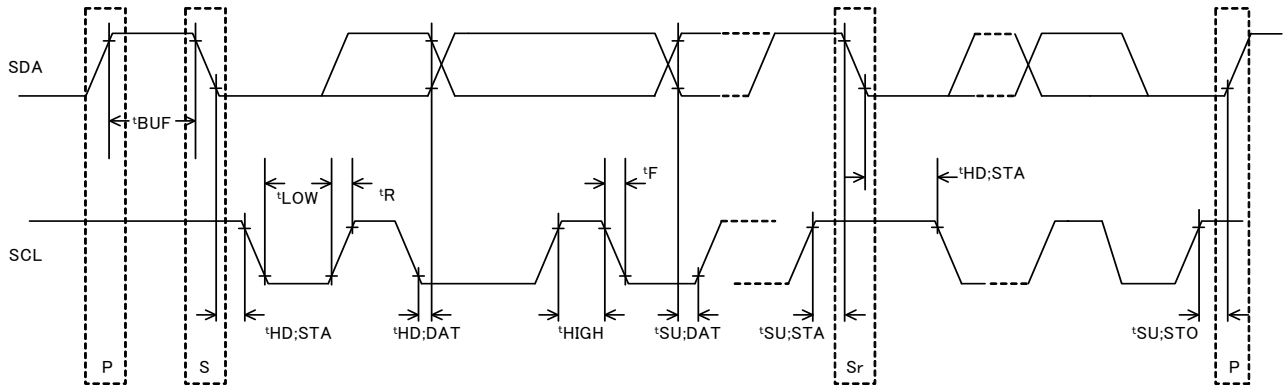 SDA
tBUF
tLOW
tR
tF
tHD;STA
SCL
tHD;STA
tHD;DAT
tHIGH
tSU;DAT
tSU;STA
tSU;STO
P
S
Sr
P